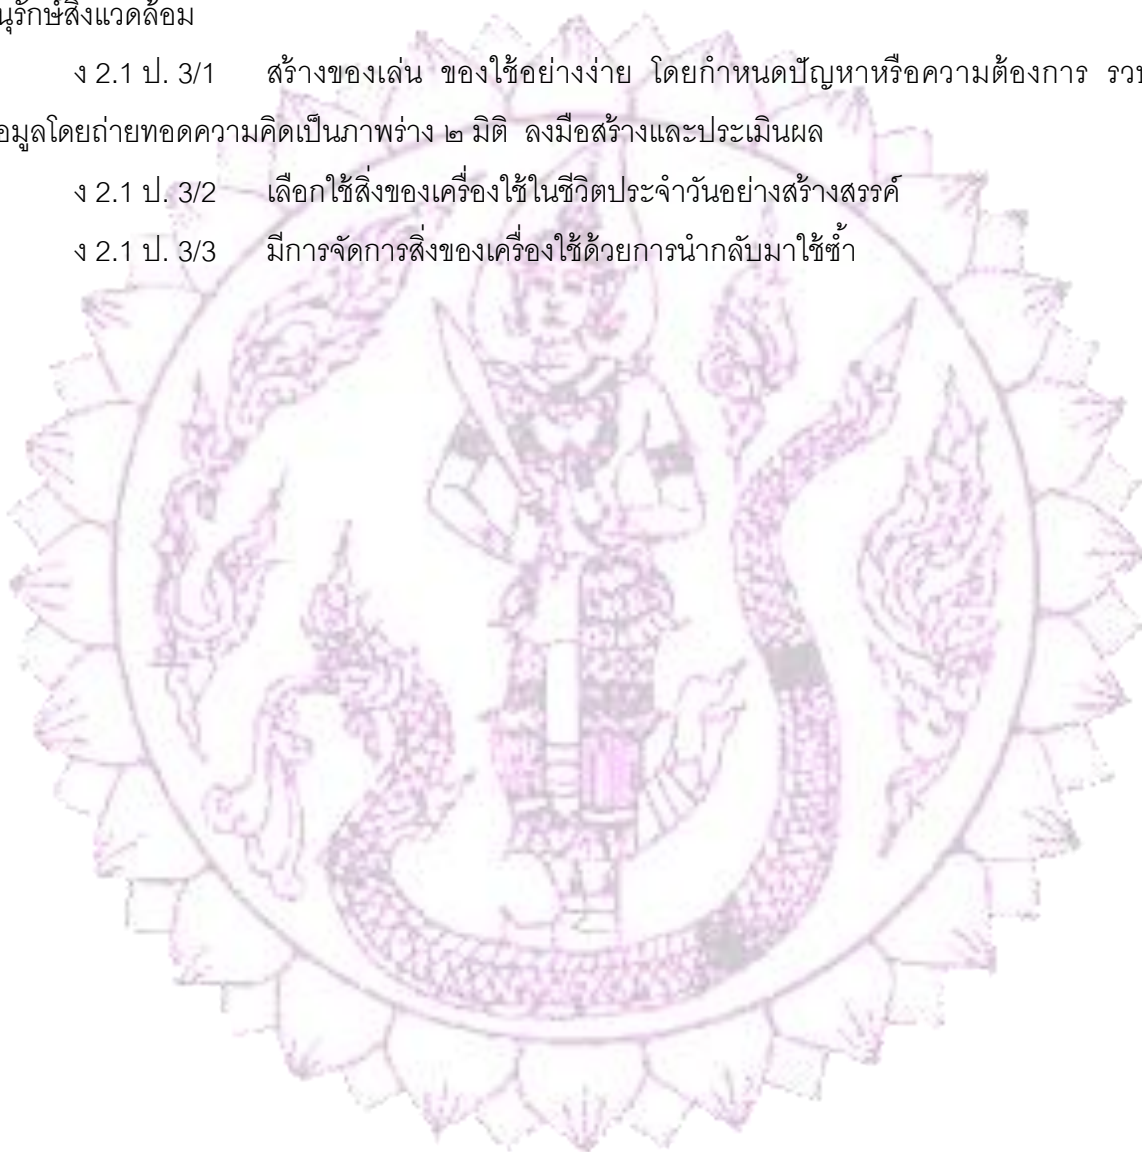 นุรักษ์สิ่งแวดล้อม
ง 2.1 ป. 3/1 สร้างของเล่น ของใช้อย่างง่าย โดยกำหนดปัญหาหรือความต้องการ รวบ
อมูลโดยถ่ายทอดความคิดเป็นภาพร่าง ๒ มิติ ลงมือสร้างและประเมินผล
ง 2.1 ป. 3/2 เลือกใช้สิ่งของเครื่องใช้ในชีวิตประจำวันอย่างสร้างสรรค์
ง 2.1 ป. 3/3 มีการจัดการสิ่งของเครื่องใช้ด้วยการนำกลับมาใช้ซ้ำ